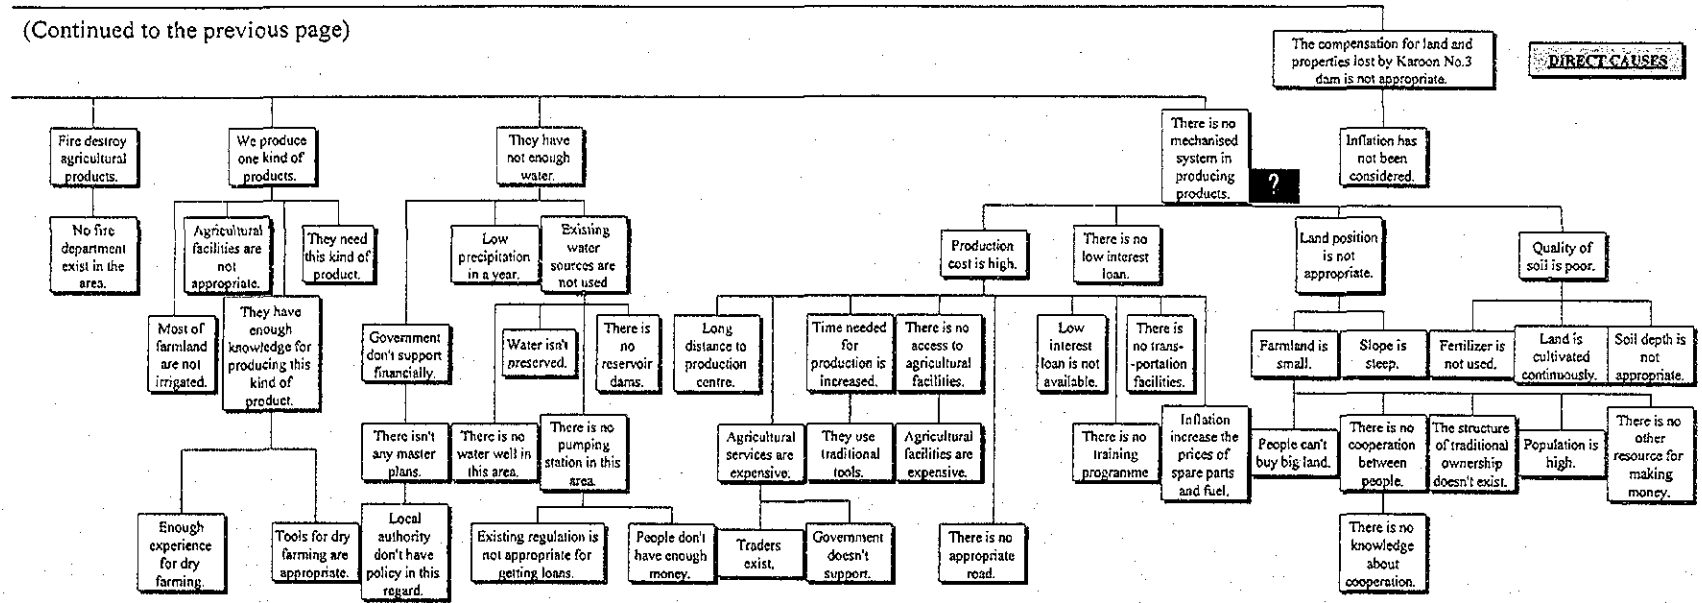 (Continued to the previous page)
The compensation for land and
properties lost by Karoon No.3
dam is not appropriate.
DIRECT CAUSES
Fire destroy
agricultural
products.
We produce
one kind of
products.
They have
not enough
water.
There is no
mechanised
system in
producing
products.
?
Inflation has
not been
considered.
No fire
department
exist in the
area.
Agricultural
facilities are
not
appropriate.
They need
this kind of
product.
Low
precipitation
in a year.
Existing
water
sources are
not used
Production
cost is high.
There is no
low interest
loan.
Land position
is not
appropriate.
Quality of
soil is poor.
Most of
farmland
are not
irrigated.
They have
enough
knowledge for
producing this
kind of
product.
Government
don't support
financially.
Water isn't
preserved.
There is
no
reservoir
dams.
Long
distance to
production
centre.
Time needed
for
production is
increased.
There is no
access to
agricultural
facilities.
Low
interest
loan is not
available.
There is
no trans-
-portation
facilities.
Farmland is
small.
Slope is
steep.
Fertilizer is
not used.
Land is
cultivated
continuously.
Soil depth is
not
appropriate.
There isn't
any master
plans.
There is no
water well in
this area.
There is no
pumping
station in this
area.
Agricultural
services are
expensive.
They use
traditional
tools.
Agricultural
facilities are
expensive.
There is no
training
programme
Inflation
increase the
prices of
spare parts
and fuel.
People can't
buy big land.
There is no
cooperation
between
people.
The structure
of traditional
ownership
doesn't exist.
Population is
high.
There is no
other
resource for
making
money.
Enough
experience
for dry
farming.
Tools for dry
farming are
appropriate.
Local
authority
don't have
policy in this
regard.
Existing regulation is
not appropriate for
getting loans.
People don't
have enough
money.
Traders
exist.
Government
doesn't
support.
There is no
appropriate
road.
There is no
knowledge
about
cooperation.